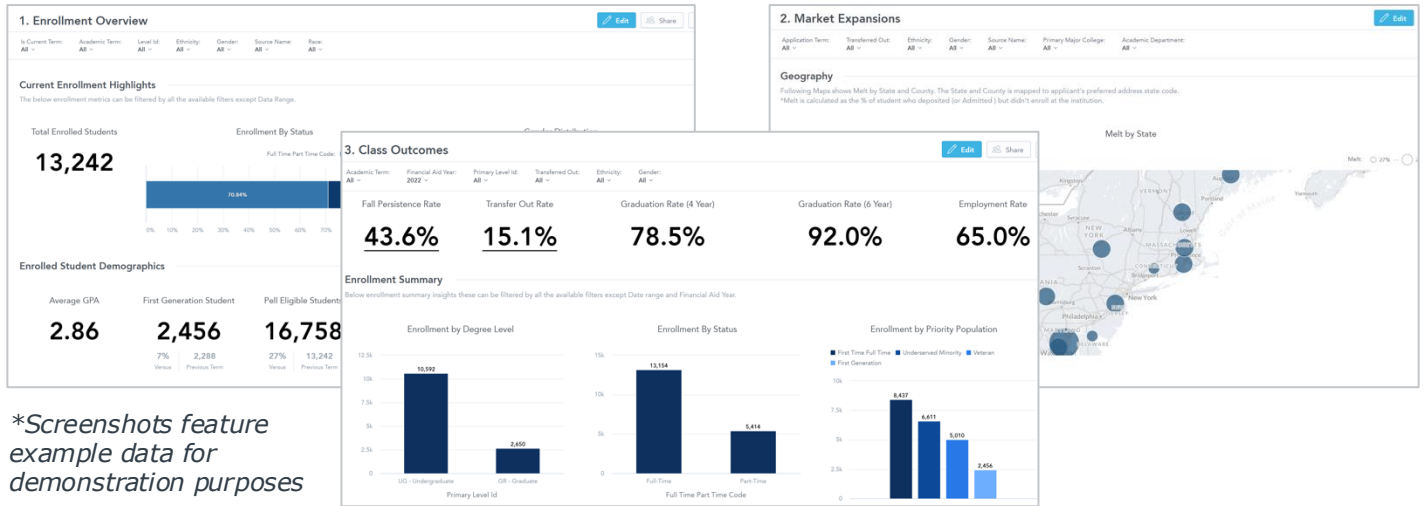 1. Enrollment Overview
Edit
Share
Is Current Term: Academic Term: Level Id: Ethnicity: Gender: Source Name: Race:
All All All All All All All
Current Enrollment Highlights
The below enrollment metrics can be filtered by all the available filters except Data Range.
Total Enrolled Students
13,242
Enrollment By Status
Full Time Part Time Code:
70.84%
0% 10% 20% 30% 40% 50% 60% 70%
Enrolled Student Demographics
Average GPA First Generation Student Pell Eligible Students
2.86 2,456 16,758
7% 2,288 27% 13,242
Versus Previous Term Versus Previous Term
2. Market Expansions
Edit
Application Term: Transferred Out: Ethnicity: Gender: Source Name: Primary Major College: Academic Department:
All All All All All All All
Geography
Following Maps shows Melt by State and County. The State and County is mapped to applicant's preferred address state code.
*Melt is calculated as the % of student who deposited (or Admitted ) but didn't enroll at the institution.
Melt by State
Melt: 27%
Kingston
VERMONT
Portland
Yarmouth
Gulf of Maine
Syracuse
NEW
YORK
Albany
Lowell
MASSACHUSETTS
Scranton
Bridgeport
New York
Philadelphia
DELAWARE
3. Class Outcomes
Edit
Share
Academic Term: Financial Aid Year: Primary Level Id: Transferred Out: Ethnicity: Gender:
All 2022 All All All All
Fall Persistence Rate Transfer Out Rate Graduation Rate (4 Year) Graduation Rate (6 Year) Employment Rate
43.6% 15.1% 78.5% 92.0% 65.0%
Enrollment Summary
Below enrollment summary insights these can be filtered by all the available filters except Date range and Financial Aid Year.
Enrollment by Degree Level
12.5k
10k
7.5k
5k
2.5k
0
10,592
2,650
UG - Undergraduate GR - Graduate
Primary Level Id
Enrollment By Status
15k
10k
5k
0
13,154
5,414
Full-Time Part-Time
Full Time Part Time Code
Enrollment by Priority Population
First Time Full Time Underserved Minority Veteran
First Generation
10k
7.5k
5k
2.5k
0
8,437
6,611
5,010
2,456
*Screenshots feature
example data for
demonstration purposes